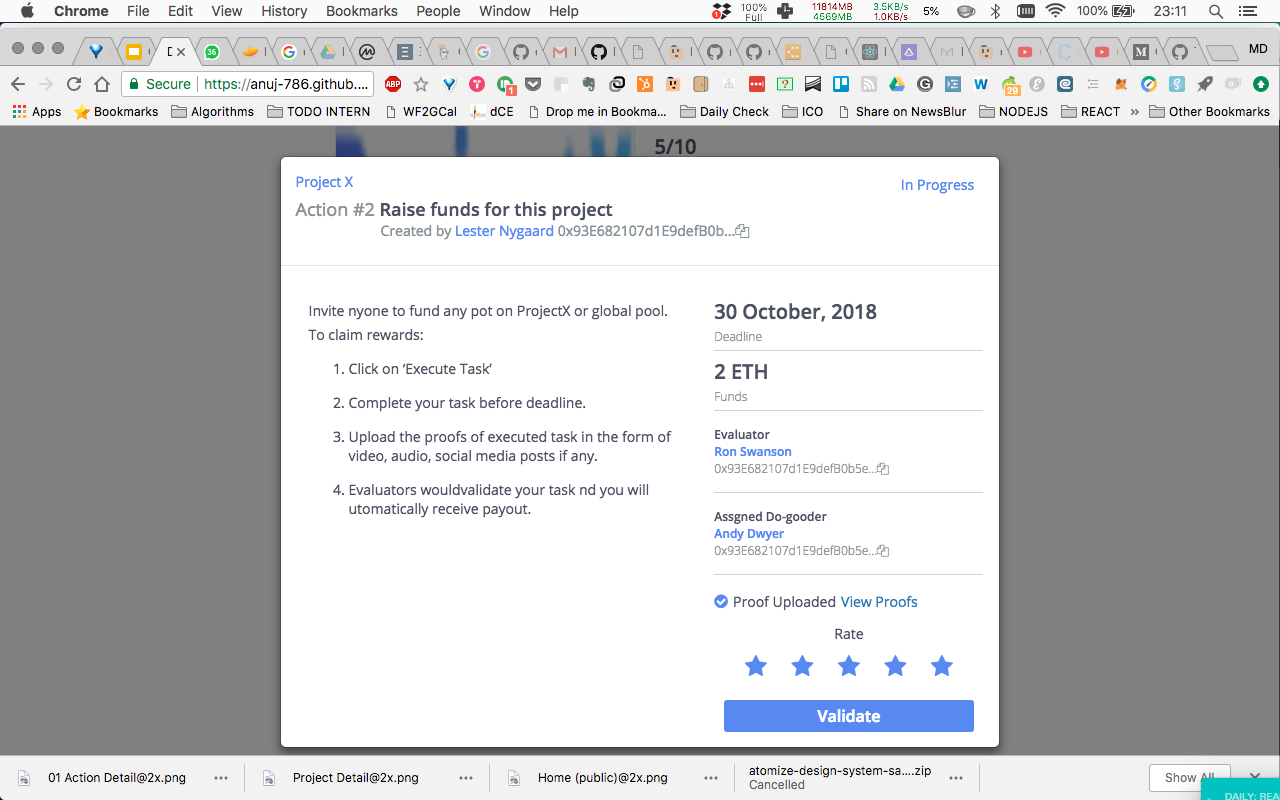 Chrome File Edit View History Bookmarks People Window Help 100% Full 11814MB 4569MB 3.5KB/s 1.0KB/s 5% 100% 23:11
MD
Secure https://anuj-786.github....
Apps Bookmarks Algorithms TODO INTERN WF2GCal dCE Drop me in Bookma... Daily Check ICO Share on NewsBlur NODEJS REACT » Other Bookmarks
5/10
Project X
In Progress
Action #2 Raise funds for this project
Created by Lester Nygaard 0x93E682107d1E9defB0b...
Invite nyone to fund any pot on ProjectX or global pool.
To claim rewards:
1. Click on ‘Execute Task’
2. Complete your task before deadline.
3. Upload the proofs of executed task in the form of
video, audio, social media posts if any.
4. Evaluators wouldvalidate your task nd you will
utomatically receive payout.
30 October, 2018
Deadline
2 ETH
Funds
Evaluator
Ron Swanson
0x93E682107d1E9defB0b5e...
Assgned Do-gooder
Andy Dwyer
0x93E682107d1E9defB0b5e...
Proof Uploaded View Proofs
Rate
Validate
01 Action Detail@2x.png
Project Detail@2x.png
Home (public)@2x.png
atomize-design-system-sa....zip
Cancelled
Show All
DAILY: BEA